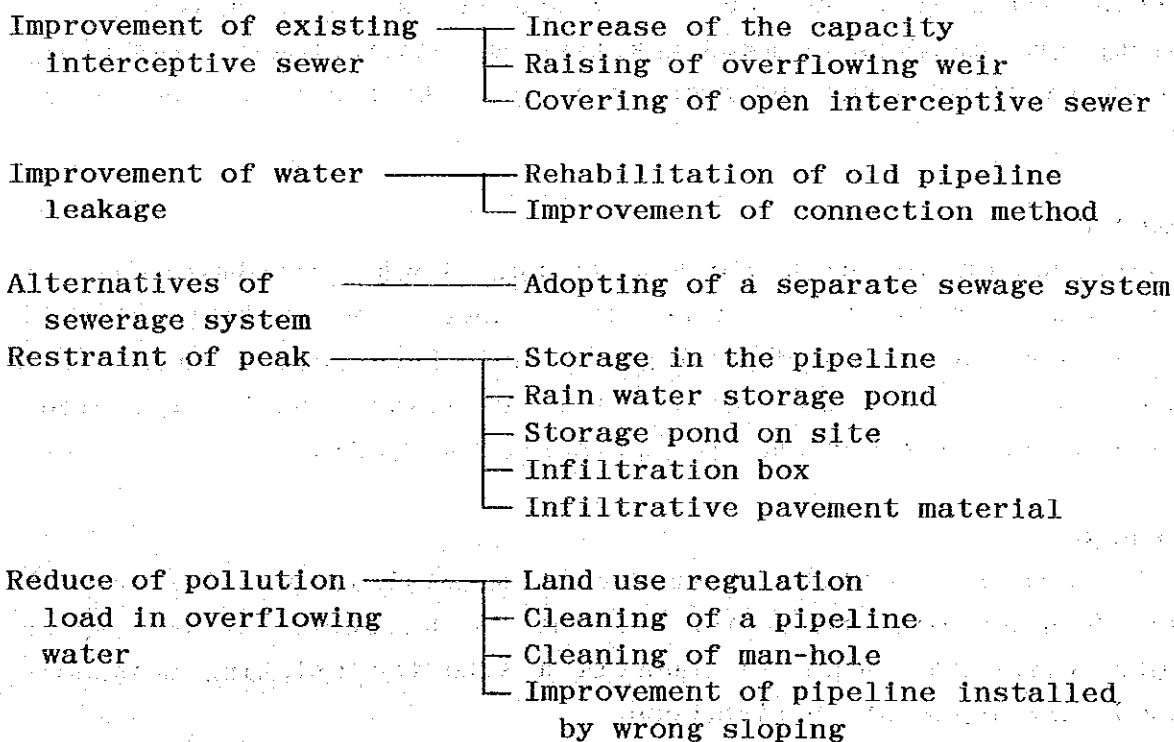 Improvement of existing Increase of the capacity
interceptive sewer Raising of overflowing weir
Covering of open interceptive sewer
Improvement of water Rehabilitation of old pipeline
leakage Improvement of connection method
Alternatives of Adopting of a separate sewage system
sewerage system
Restraint of peak Storage in the pipeline
Rain water storage pond
Storage pond on site
Infiltration box
Infiltrative pavement material
Reduce of pollution Land use regulation
load in overflowing Cleaning of a pipeline
water Cleaning of man-hole
Improvement of pipeline installed
by wrong sloping